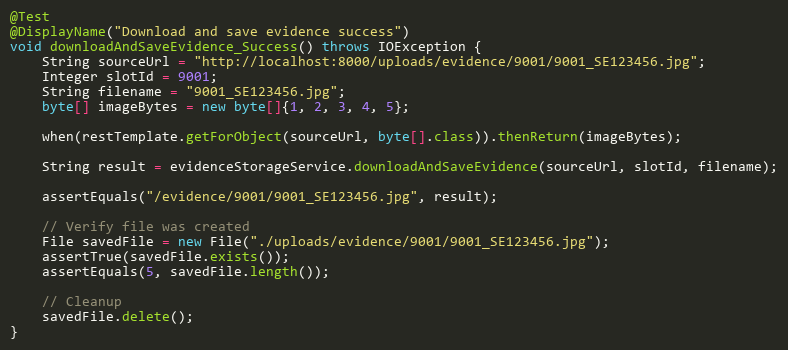 @Test
@DisplayName("Download and save evidence success")
void downloadAndSaveEvidence_Success() throws IOException {
    String sourceUrl = "http://localhost:8000/uploads/evidence/9001/9001_SE123456.jpg";
    Integer slotId = 9001;
    String filename = "9001_SE123456.jpg";
    byte[] imageBytes = new byte[]{1, 2, 3, 4, 5};

    when(restTemplate.getForObject(sourceUrl, byte[].class)).thenReturn(imageBytes);

    String result = evidenceStorageService.downloadAndSaveEvidence(sourceUrl, slotId, filename);

    assertEquals("/evidence/9001/9001_SE123456.jpg", result);

    // Verify file was created
    File savedFile = new File("./uploads/evidence/9001/9001_SE123456.jpg");
    assertTrue(savedFile.exists());
    assertEquals(5, savedFile.length());

    // Cleanup
    savedFile.delete();
}